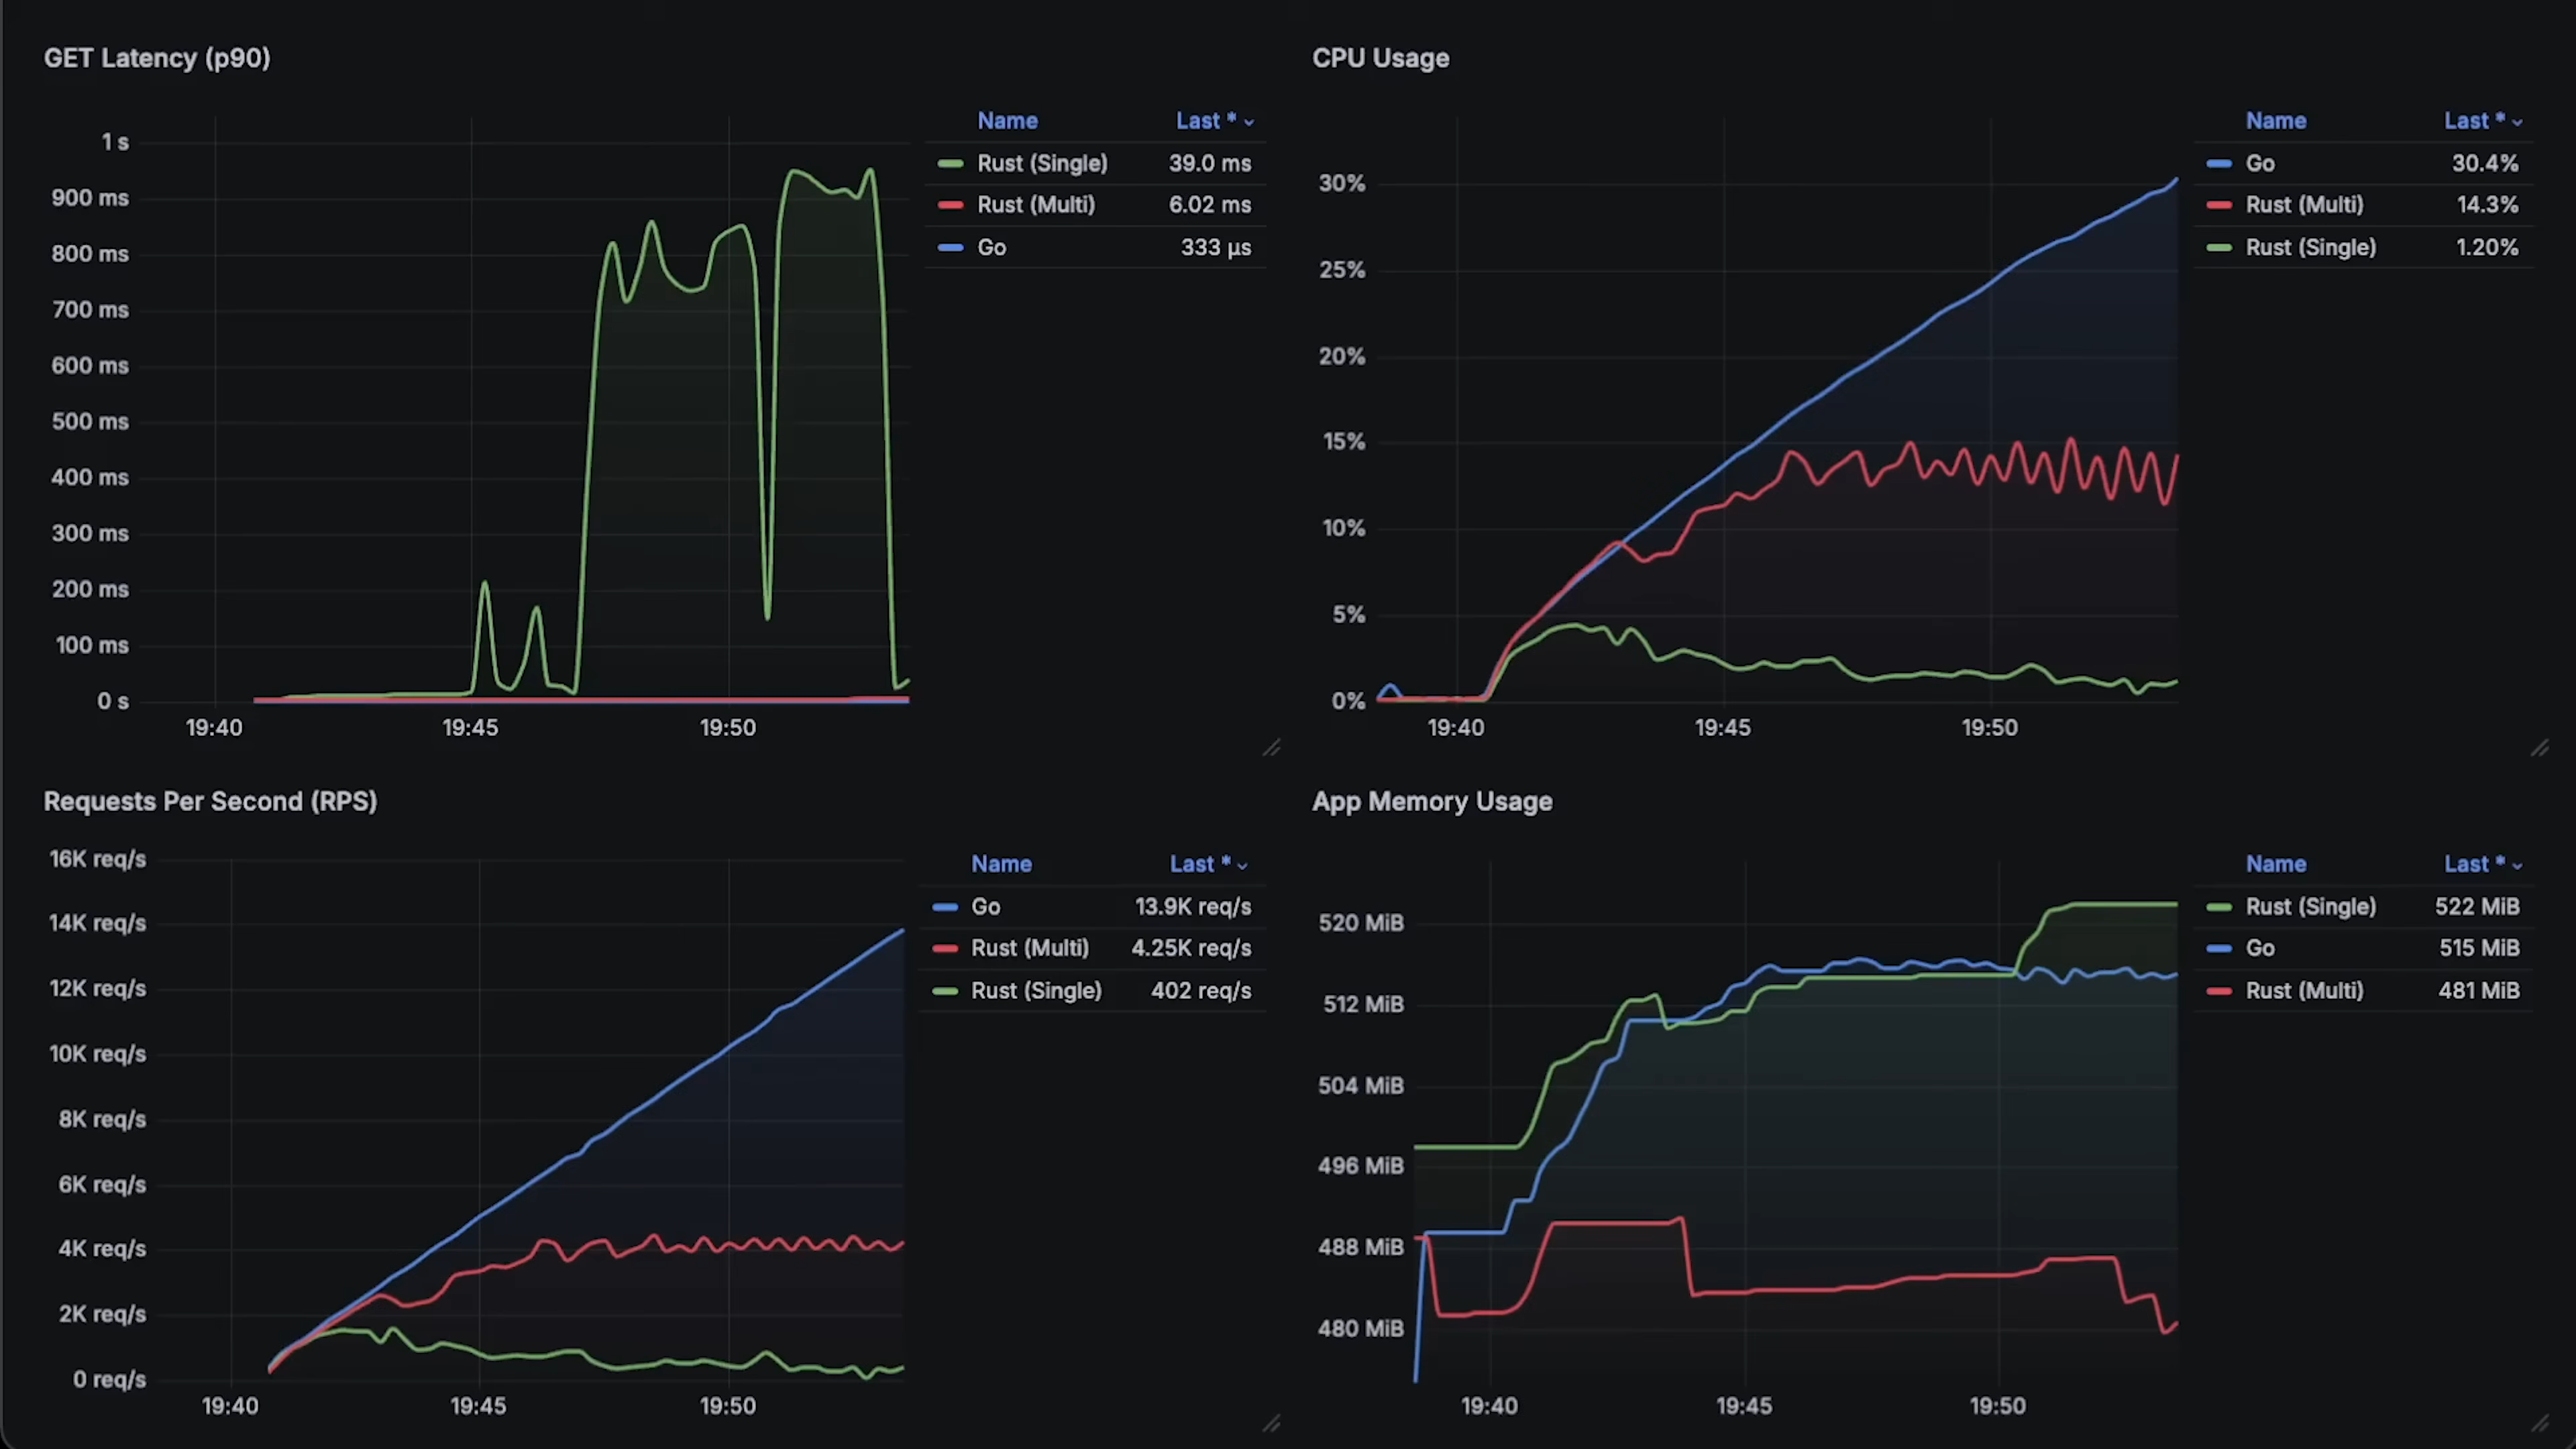 GET Latency (p90)
Name Last *
1 s
Rust (Single) 39.0 ms
900 ms
Rust (Multi) 6.02 ms
800 ms
Go 333 µs
700 ms
600 ms
500 ms
400 ms
300 ms
200 ms
100 ms
0 s
19:40 19:45 19:50
CPU Usage
Name Last *
30%
Go 30.4%
Rust (Multi) 14.3%
25%
Rust (Single) 1.20%
20%
15%
10%
5%
0%
19:40 19:45 19:50
Requests Per Second (RPS)
16K req/s
Name Last *
14K req/s
Go 13.9K req/s
Rust (Multi) 4.25K req/s
12K req/s
Rust (Single) 402 req/s
10K req/s
8K req/s
6K req/s
4K req/s
2K req/s
0 req/s
19:40 19:45 19:50
App Memory Usage
Name Last *
520 MiB
Rust (Single) 522 MiB
Go 515 MiB
512 MiB
Rust (Multi) 481 MiB
504 MiB
496 MiB
488 MiB
480 MiB
19:40 19:45 19:50